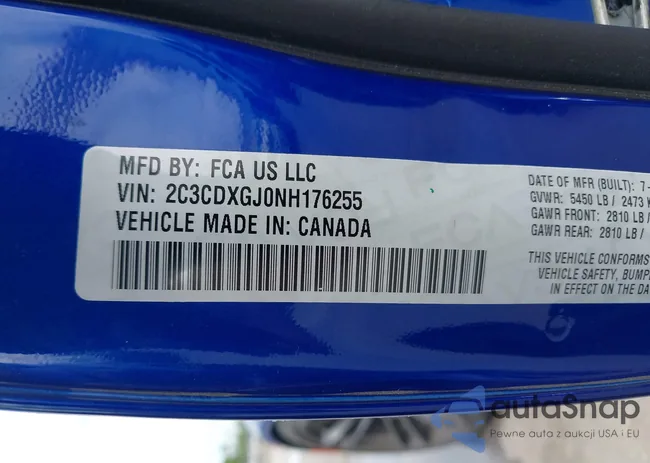 MFD BY: FCA US LLC
VIN: 2C3CDXGJ0NH176255
VEHICLE MADE IN: CANADA
DATE OF MFR (BUILT): 7-
GVWR: 5450 LB / 2473
GAWR FRONT: 2810 LB /
GAWR REAR: 2810 LB /
THIS VEHICLE CONFORMS
VEHICLE SAFETY,
IN EFFECT ON THE
autoSnap
Pewne auta z aukcji USA i EU